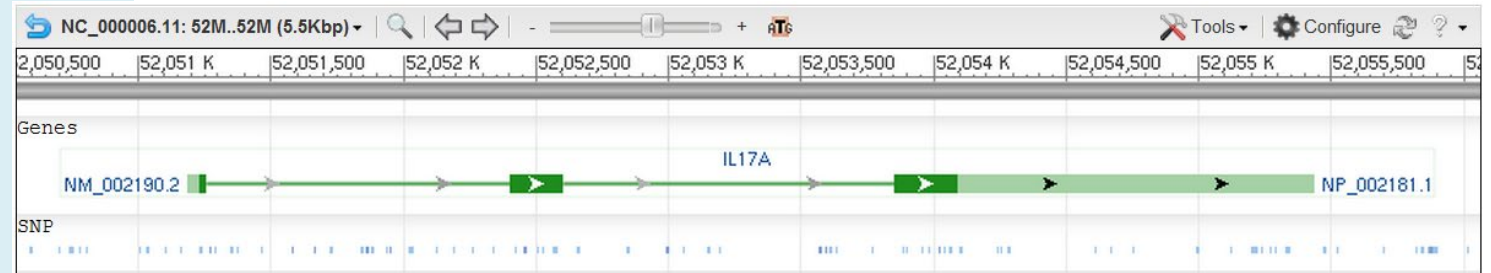 NC_000006.11: 52M..52M (5.5Kbp) - + ATG Tools Configure ?
2,050,500 52,051 K 52,051,500 52,052 K 52,052,500 52,053 K 52,053,500 52,054 K 52,054,500 52,055 K 52,055,500 52
Genes
IL17A
NM_002190.2 NP_002181.1
SNP